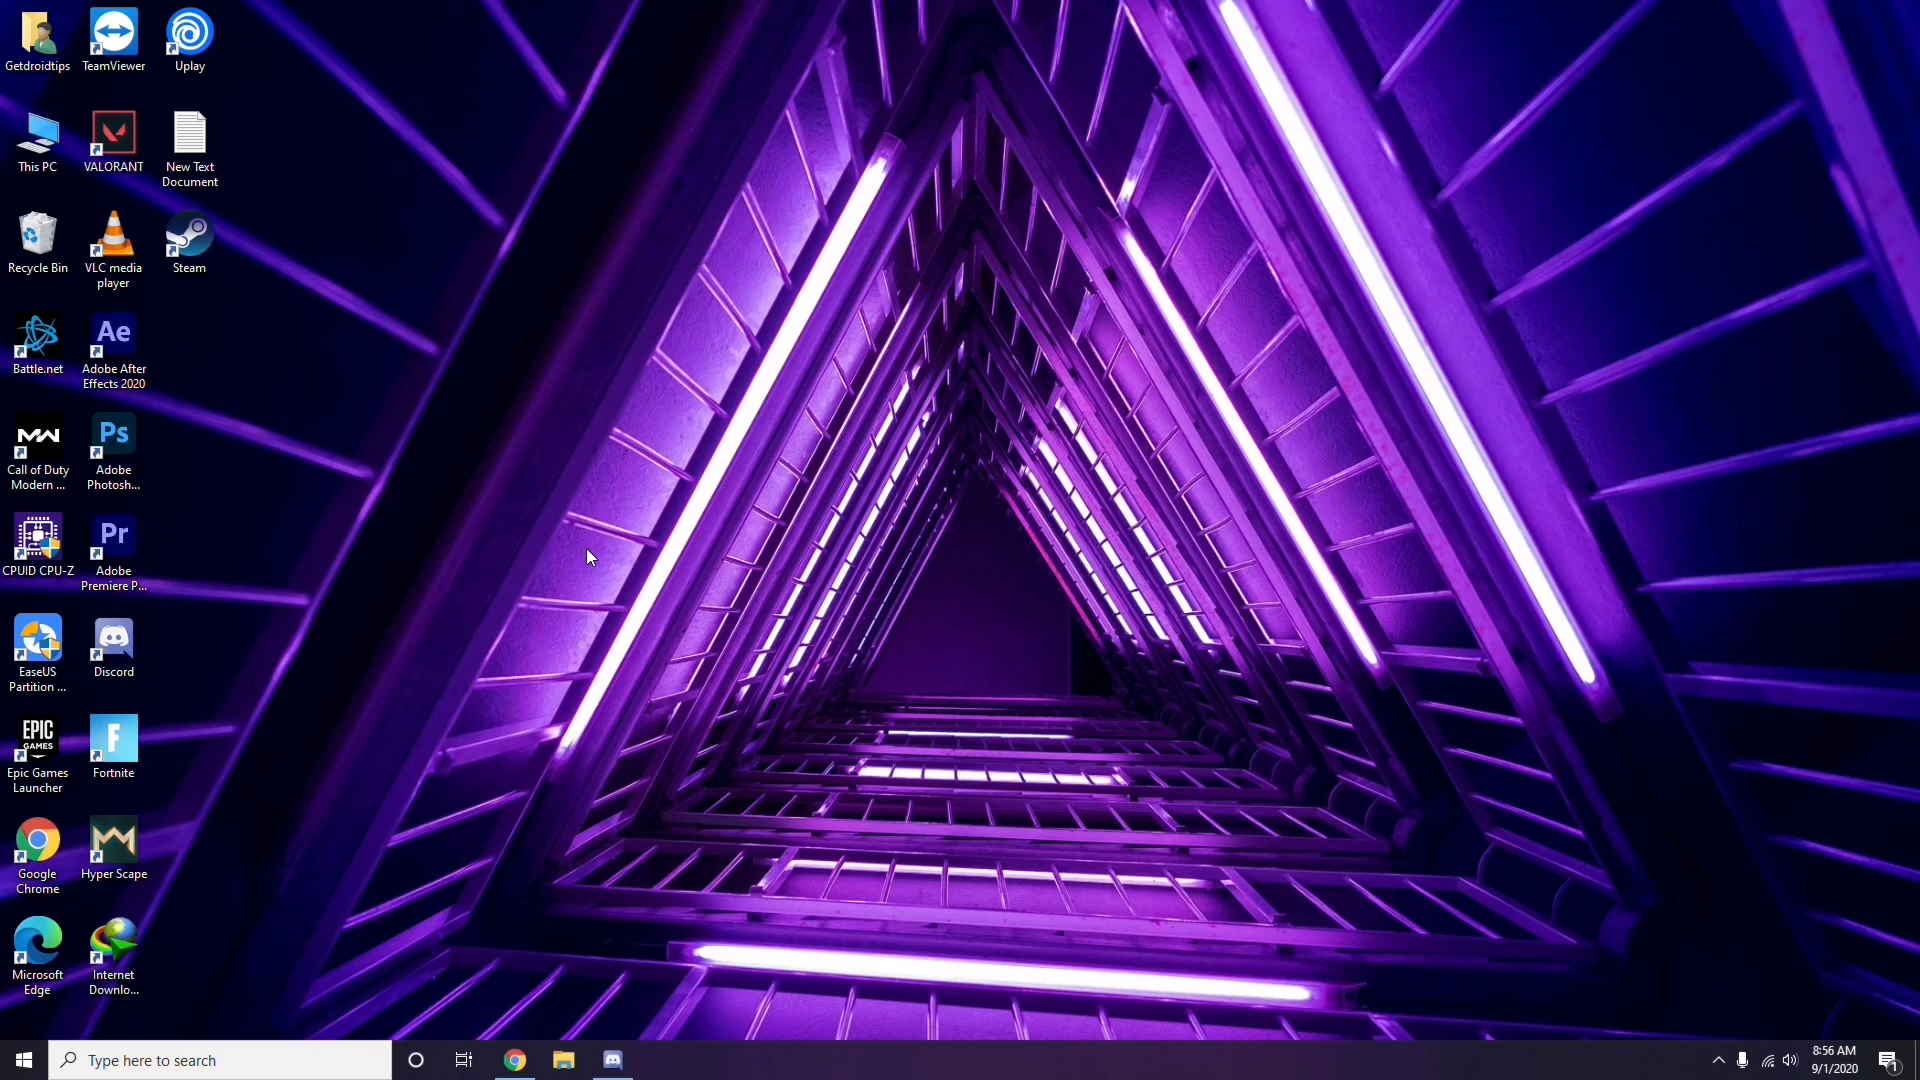 Getdroidtips
TeamViewer
Uplay
This PC
VALORANT
New Text
Document
Recycle Bin
VLC media
player
Steam
Battle.net
Ae
Adobe After
Effects 2020
MW
Call of Duty
Modern ...
Ps
Adobe
Photosh...
CPUID CPU-Z
Pr
Adobe
Premiere P...
EaseUS
Partition ...
Discord
EPIC
GAMES
Epic Games
Launcher
F
Fortnite
Google
Chrome
Hyper Scape
Microsoft
Edge
Internet
Downlo...
Type here to search
8:56 AM
9/1/2020
1